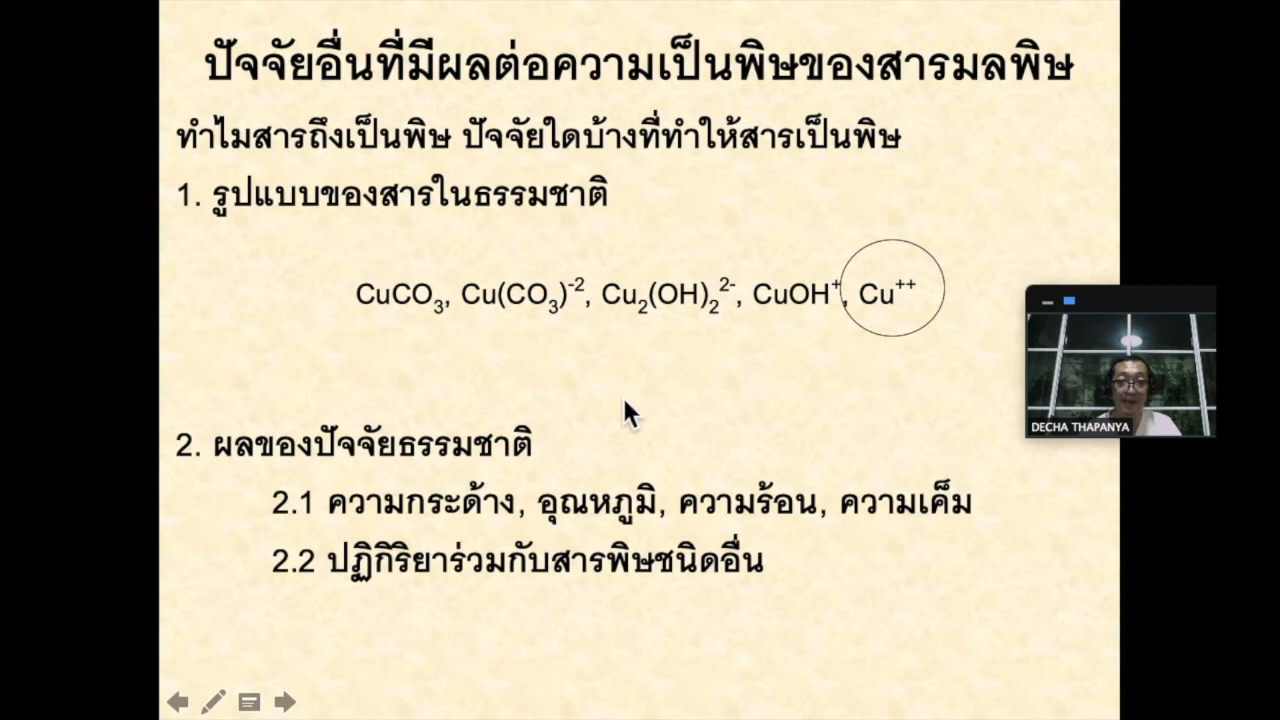 ปัจจัยอื่นที่มีผลต่อความเป็นพิษของสารมลพิษ
ทำไมสารถึงเป็นพิษ ปัจจัยใดบ้างที่ทำให้สารเป็นพิษ
1. รูปแบบของสารในธรรมชาติ
CuCO₃, Cu(CO₃)⁻², Cu₂(OH)₂²⁻, CuOH⁺, Cu⁺⁺
DECHA THAPANYA
2. ผลของปัจจัยธรรมชาติ
2.1 ความกระด้าง, อุณหภูมิ, ความร้อน, ความเค็ม
2.2 ปฏิกิริยาร่วมกับสารพิษชนิดอื่น